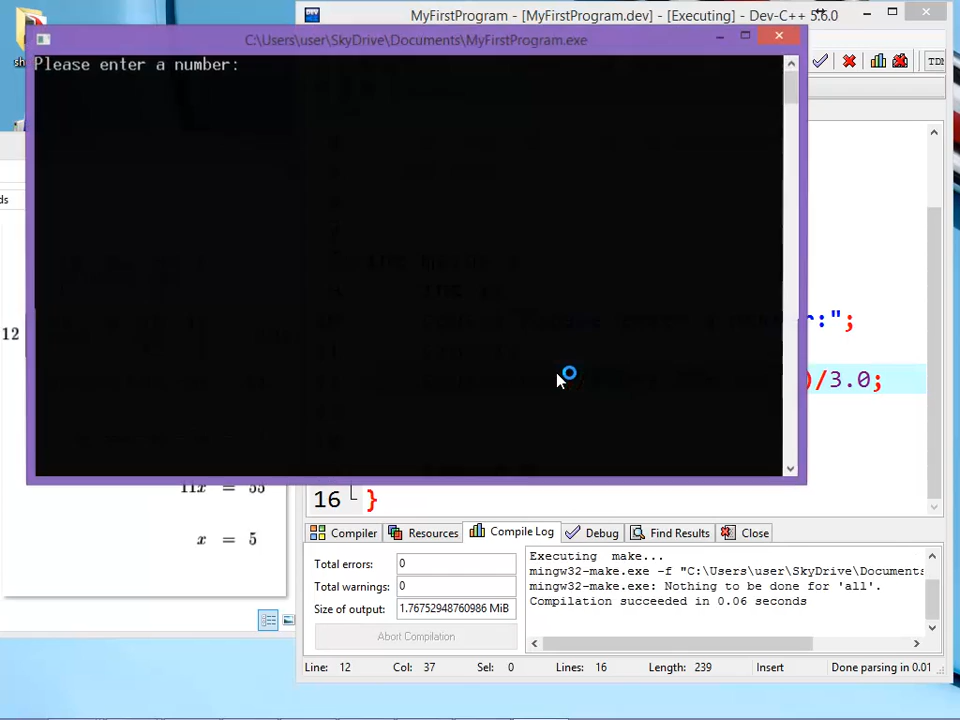 MyFirstProgram - [MyFirstProgram.dev] - [Executing] - Dev-C++ 5.6.0
C:\Users\user\SkyDrive\Documents\MyFirstProgram.exe
Please enter a number:
sh
TDM
ds
12
:";
)/3.0;
11x = 55
x = 5
16 }
Compiler Resources Compile Log Debug Find Results Close
Total errors: 0
Total warnings: 0
Size of output: 1.76752948760986 MiB
Abort Compilation
Executing make...
mingw32-make.exe -f "C:\Users\user\SkyDrive\Documents
mingw32-make.exe: Nothing to be done for 'all'.
Compilation succeeded in 0.06 seconds
Line: 12 Col: 37 Sel: 0 Lines: 16 Length: 239 Insert Done parsing in 0.01